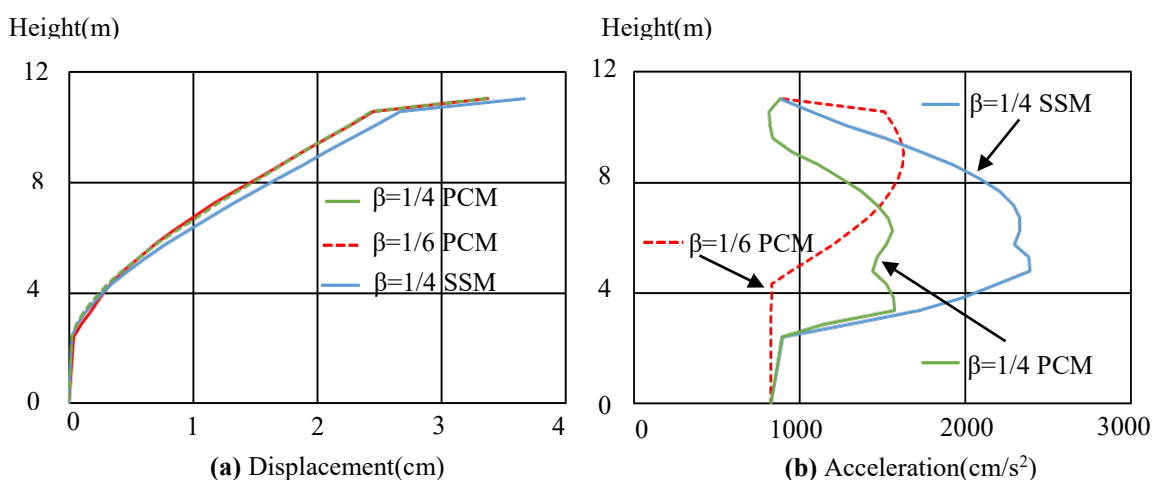 Height(m)
12
8
4
0
0
1
2
3
4
β=1/4 PCM
β=1/6 PCM
β=1/4 SSM
(a) Displacement(cm)
Height(m)
12
8
4
0
0
1000
2000
3000
β=1/4 SSM
β=1/6 PCM
β=1/4 PCM
(b) Acceleration(cm/s²)